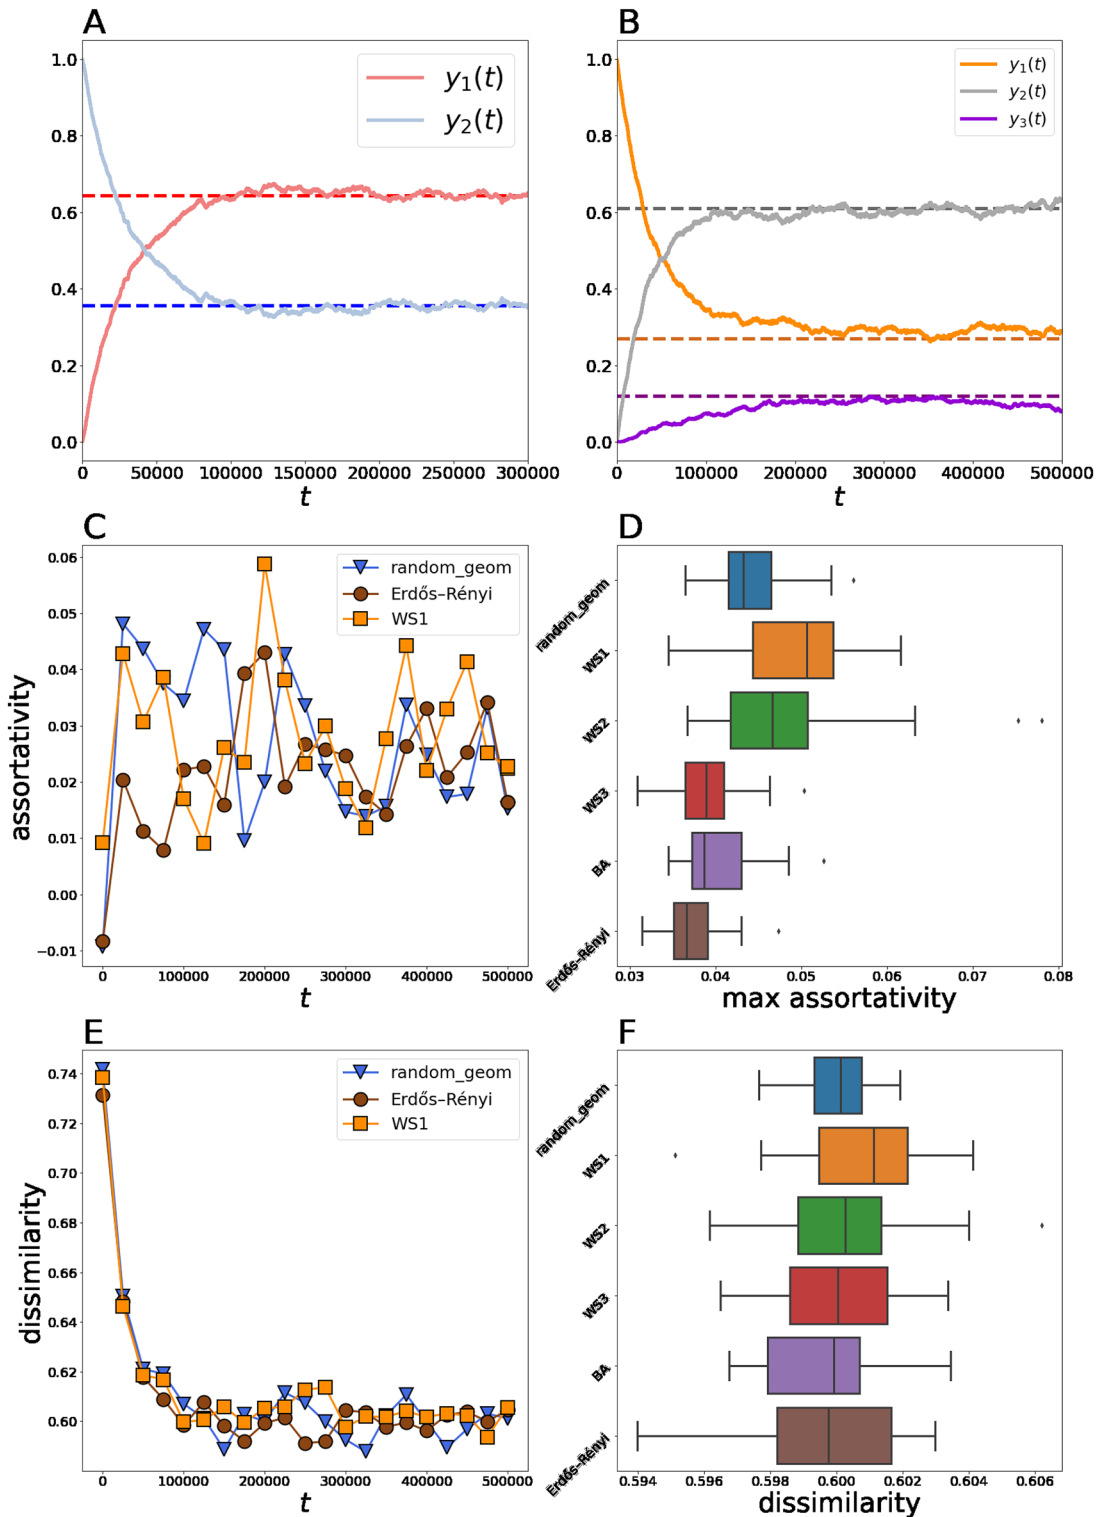 A
1.0
0.8
0.6
0.4
0.2
0.0
y₁(t)
y₂(t)
0 50000 100000 150000 200000 250000 300000
t
B
1.0
0.8
0.6
0.4
0.2
0.0
y₁(t)
y₂(t)
y₃(t)
0 100000 200000 300000 400000 500000
t
C
assortativity
0.06
0.05
0.04
0.03
0.02
0.01
0.00
−0.01
random_geom
Erdős–Rényi
WS1
0 100000 200000 300000 400000 500000
t
D
random_geom
WS1
WS2
WS3
BA
Erdős–Rényi
0.03 0.04 0.05 0.06 0.07 0.08
max assortativity
E
dissimilarity
0.74
0.72
0.70
0.68
0.66
0.64
0.62
0.60
random_geom
Erdős–Rényi
WS1
0 100000 200000 300000 400000 500000
t
F
random_geom
WS1
WS2
WS3
BA
Erdős–Rényi
0.594 0.596 0.598 0.600 0.602 0.604 0.606
dissimilarity